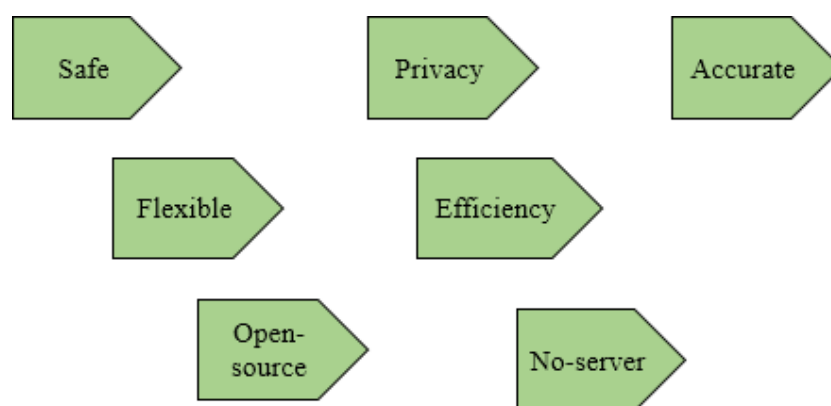 Safe
Privacy
Accurate
Flexible
Efficiency
Open-
source
No-server